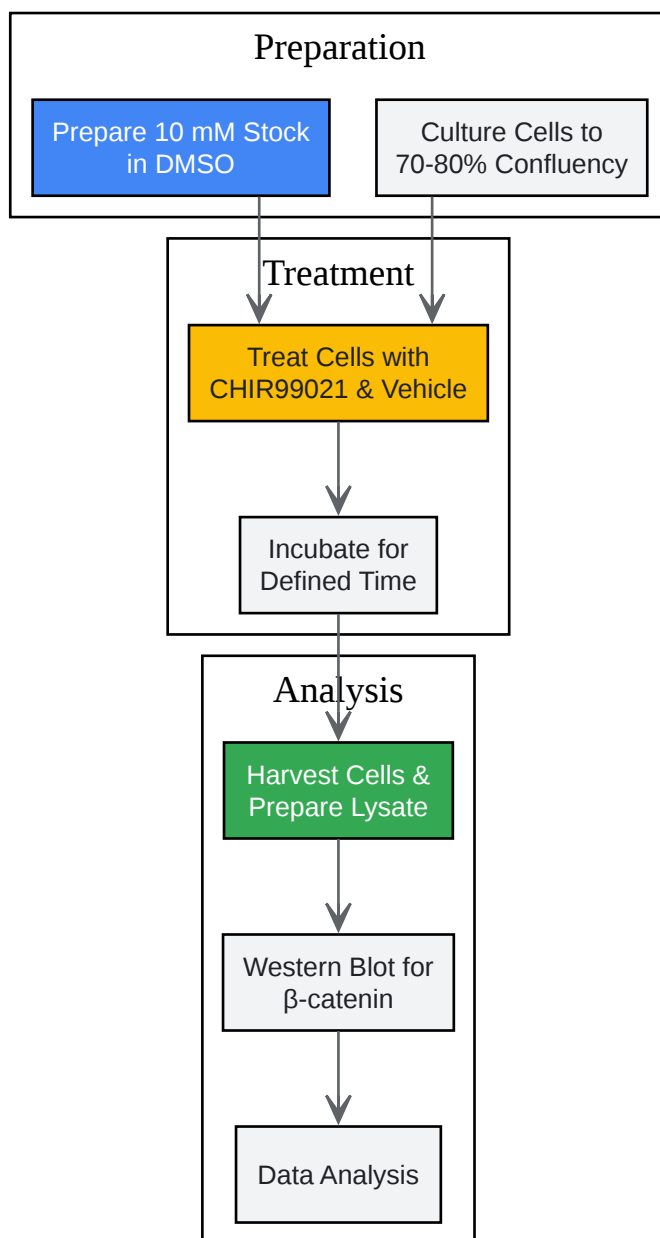 Preparation
Prepare 10 mM Stock
in DMSO
Culture Cells to
70-80% Confluency
Treatment
Treat Cells with
CHIR99021 & Vehicle
Incubate for
Defined Time
Analysis
Harvest Cells &
Prepare Lysate
Western Blot for
β-catenin
Data Analysis